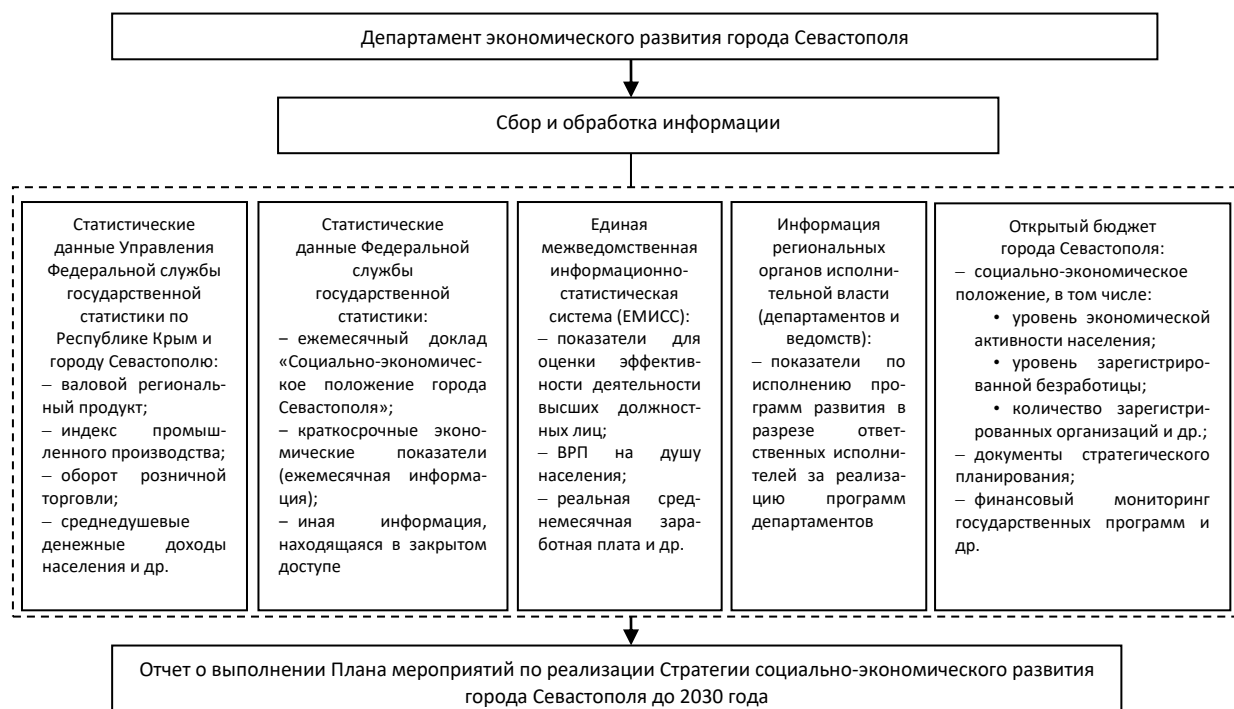 Департамент экономического развития города Севастополя
Сбор и обработка информации
Статистические
данные Управления
Федеральной службы
государственной
статистики по
Республике Крым и
городу Севастополю:
– валовой региональ-
ный продукт;
– индекс промыш-
ленного производства;
– оборот розничной
торговли;
– среднедушевые
денежные доходы
населения и др.
Статистические
данные Федеральной
службы
государственной
статистики:
– ежемесячный доклад
«Социально-экономичес-
кое положение города
Севастополя»;
– краткосрочные эконо-
мические показатели
(ежемесячная информа-
ция);
– иная информация,
находящаяся в закрытом
доступе
Единая
межведомственная
информационно-
статистическая
система (ЕМИСС):
– показатели для
оценки эффектив-
ности деятельности
высших должност-
ных лиц;
– ВРП на душу
населения;
– реальная сред-
немесячная зара-
ботная плата и др.
Информация
региональных
органов исполни-
тельной власти
(департаментов и
ведомств):
– показатели по
исполнению про-
грамм развития в
разрезе ответ-
ственных исполни-
телей за реализа-
цию программ
департаментов
Открытый бюджет
города Севастополя:
– социально-экономическое
положение, в том числе:
• уровень экономической
активности населения;
• уровень зарегистриро-
ванной безработицы;
• количество зарегистри-
рованных организаций и др.;
– документы стратегического
планирования;
– финансовый мониторинг
государственных программ и
др.
Отчет о выполнении Плана мероприятий по реализации Стратегии социально-экономического развития
города Севастополя до 2030 года